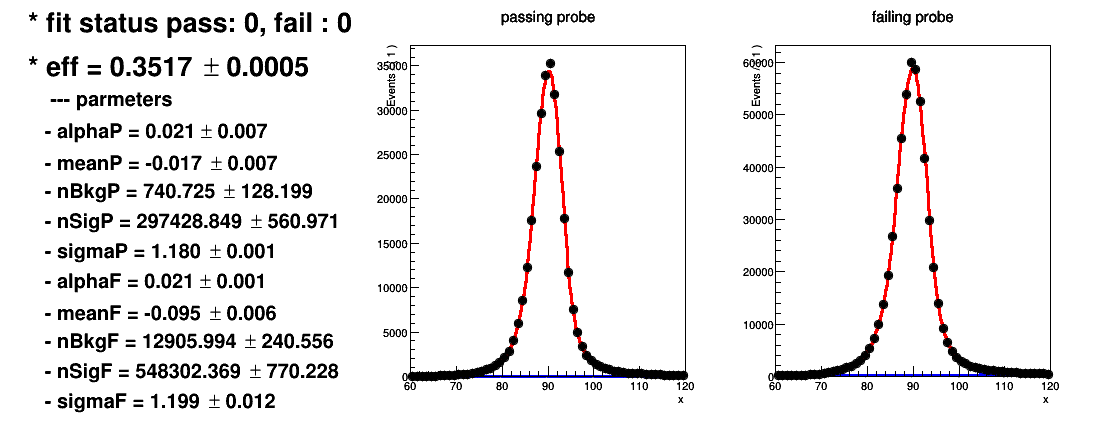 * fit status pass: 0, fail : 0
* eff = 0.3517 ± 0.0005
--- parmeters
- alphaP = 0.021 ± 0.007
- meanP = -0.017 ± 0.007
- nBkgP = 740.725 ± 128.199
- nSigP = 297428.849 ± 560.971
- sigmaP = 1.180 ± 0.001
- alphaF = 0.021 ± 0.001
- meanF = -0.095 ± 0.006
- nBkgF = 12905.994 ± 240.556
- nSigF = 548302.369 ± 770.228
- sigmaF = 1.199 ± 0.012
passing probe
Events / ( 1 )
35000
30000
25000
20000
15000
10000
5000
0
60 70 80 90 100 110 120
x
failing probe
Events / ( 1 )
60000
50000
40000
30000
20000
10000
0
60 70 80 90 100 110 120
x